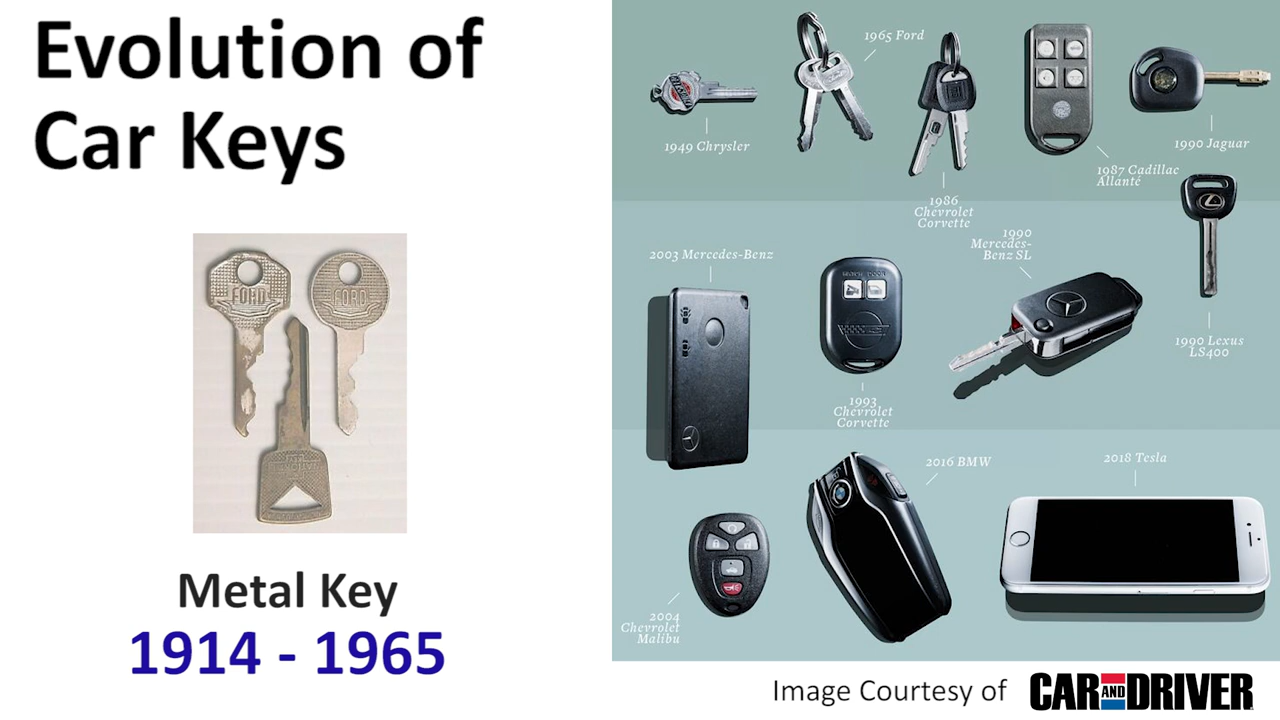 Evolution of
Car Keys
FORD
FORD
Metal Key
1914 - 1965
1949 Chrysler
1965 Ford
1986
Chevrolet
Corvette
1987 Cadillac
Allanté
1990 Jaguar
2003 Mercedes-Benz
1993
Chevrolet
Corvette
1990
Mercedes-
Benz SL
1990 Lexus
LS400
2004
Chevrolet
Malibu
2016 BMW
2018 Tesla
Image Courtesy of
CAR AND DRIVER